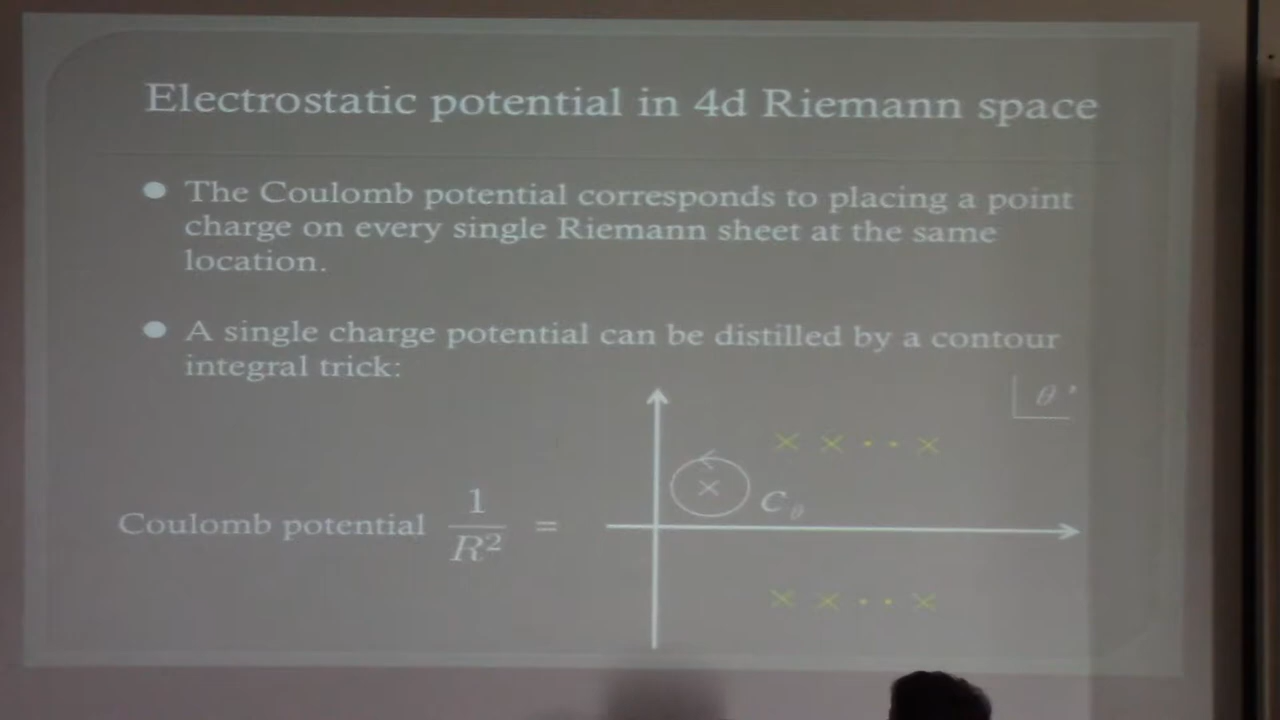 Electrostatic potential in 4d Riemann space
● The Coulomb potential corresponds to placing a point
charge on every single Riemann sheet at the same
location.
● A single charge potential can be distilled by a contour
integral trick:
θ'
× × · · ×
×
C_θ
Coulomb potential 1/R² =
× × · · ×